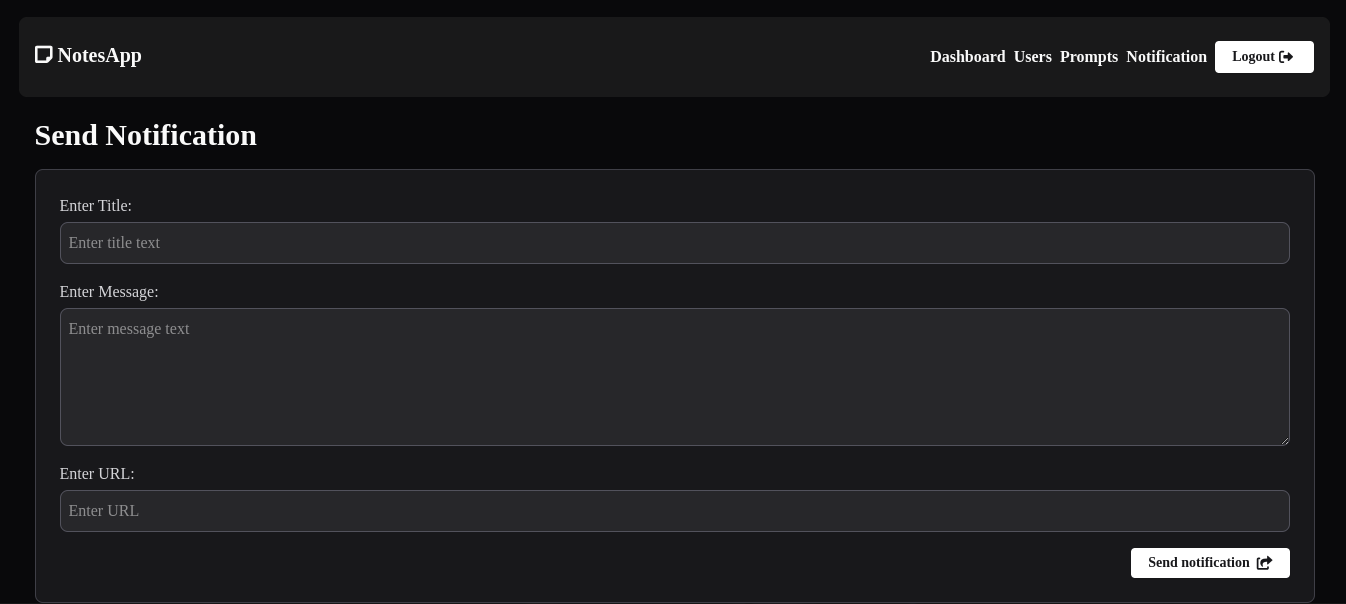 NotesApp
Dashboard Users Prompts Notification Logout
Send Notification
Enter Title:
Enter title text
Enter Message:
Enter message text
Enter URL:
Enter URL
Send notification